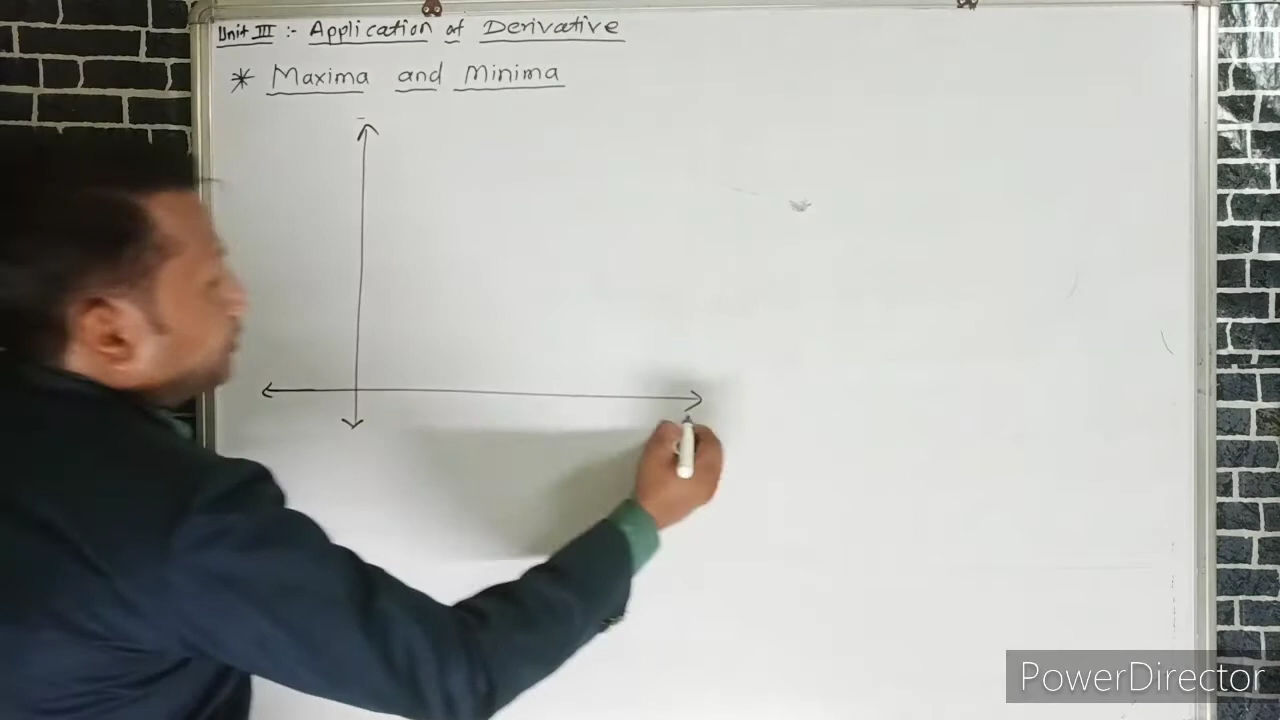 Unit III :- Application of Derivative
* Maxima and Minima
PowerDirector